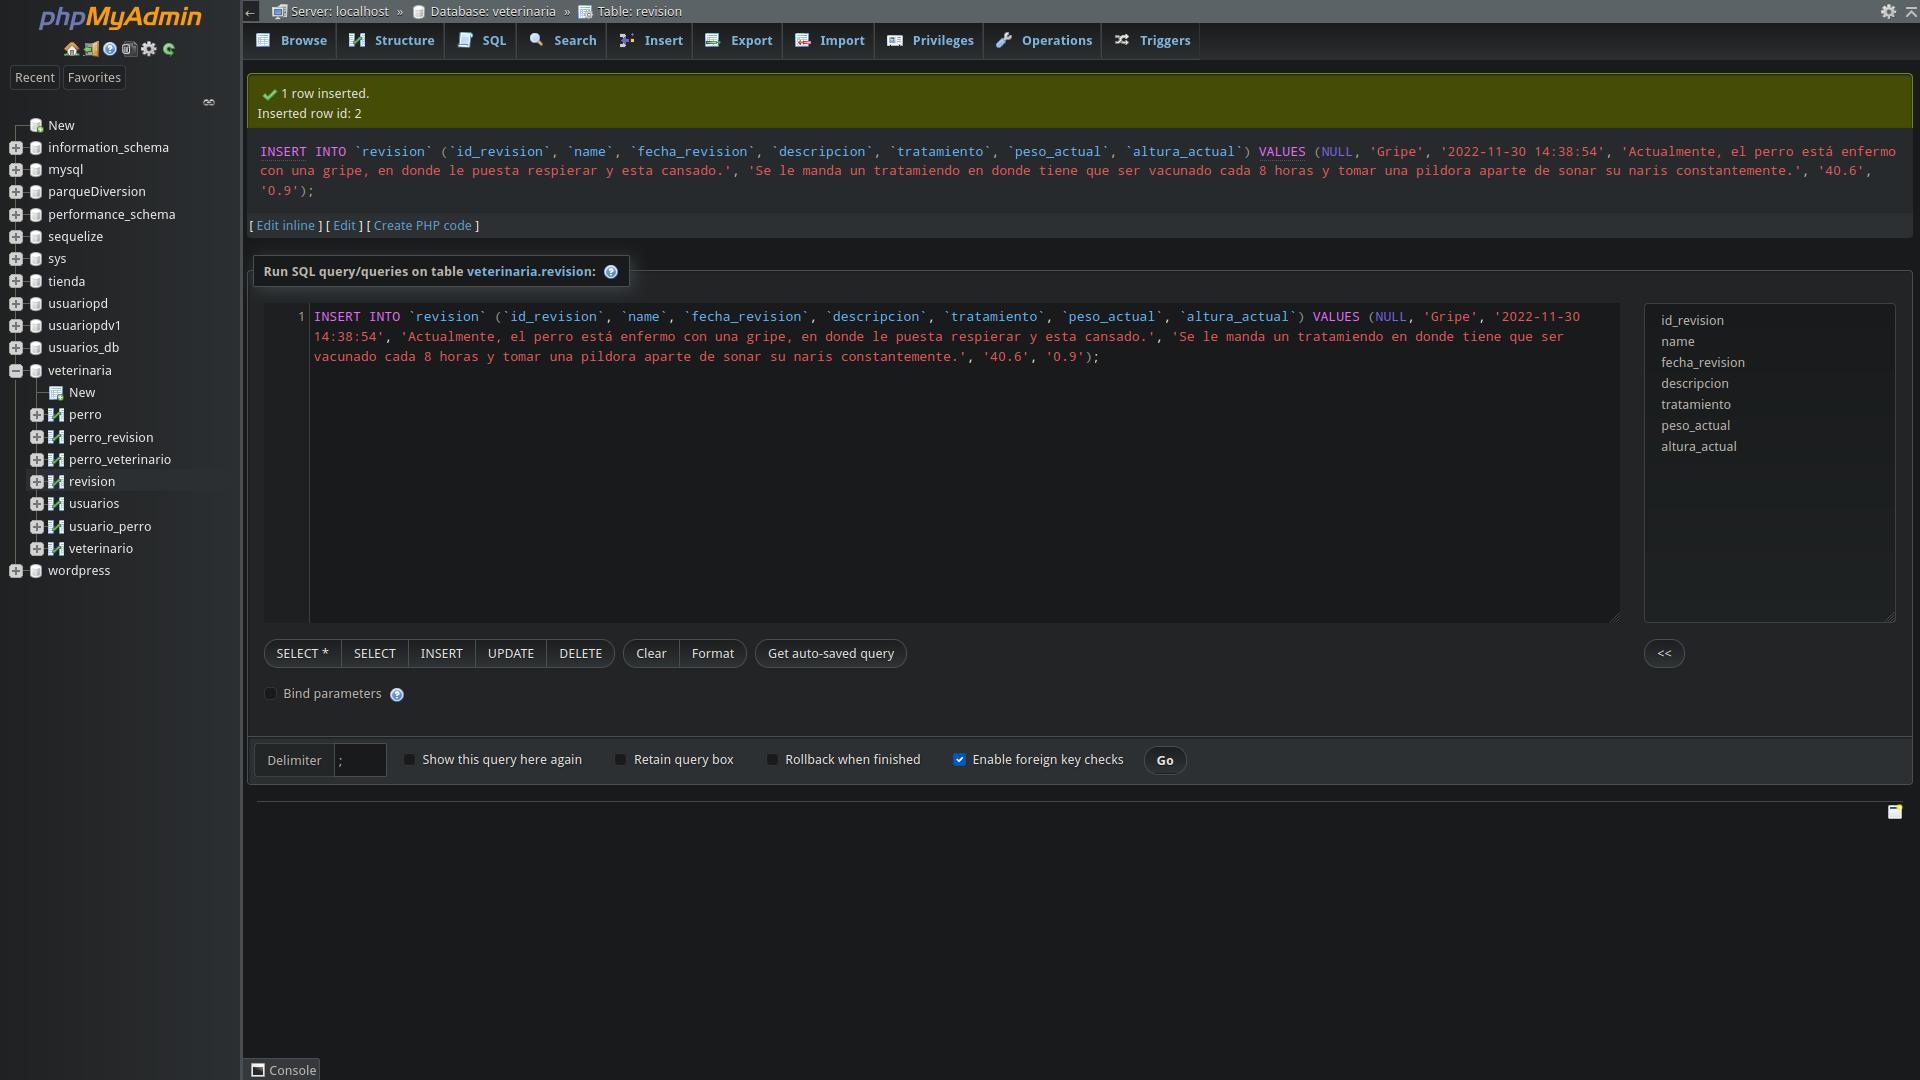 phpMyAdmin
Recent
Favorites
New
information_schema
mysql
parqueDiversion
performance_schema
sequelize
sys
tienda
usuariopd
usuariopdv1
usuarios_db
veterinaria
New
perro
perro_revision
perro_veterinario
revision
usuarios
usuario_perro
veterinario
wordpress
Server: localhost » Database: veterinaria » Table: revision
Browse Structure SQL Search Insert Export Import Privileges Operations Triggers
1 row inserted.
Inserted row id: 2
INSERT INTO `revision` (`id_revision`, `name`, `fecha_revision`, `descripcion`, `tratamiento`, `peso_actual`, `altura_actual`) VALUES (NULL, 'Gripe', '2022-11-30 14:38:54', 'Actualmente, el perro está enfermo
con una gripe, en donde le puesta respierar y esta cansado.', 'Se le manda un tratamiendo en donde tiene que ser vacunado cada 8 horas y tomar una pildora aparte de sonar su naris constantemente.', '40.6',
'0.9');
[ Edit inline ] [ Edit ] [ Create PHP code ]
Run SQL query/queries on table veterinaria.revision:
1 INSERT INTO `revision` (`id_revision`, `name`, `fecha_revision`, `descripcion`, `tratamiento`, `peso_actual`, `altura_actual`) VALUES (NULL, 'Gripe', '2022-11-30
14:38:54', 'Actualmente, el perro está enfermo con una gripe, en donde le puesta respierar y esta cansado.', 'Se le manda un tratamiendo en donde tiene que ser
vacunado cada 8 horas y tomar una pildora aparte de sonar su naris constantemente.', '40.6', '0.9');
id_revision
name
fecha_revision
descripcion
tratamiento
peso_actual
altura_actual
SELECT * SELECT INSERT UPDATE DELETE Clear Format Get auto-saved query <<
Bind parameters
Delimiter ; Show this query here again Retain query box Rollback when finished Enable foreign key checks Go
Console